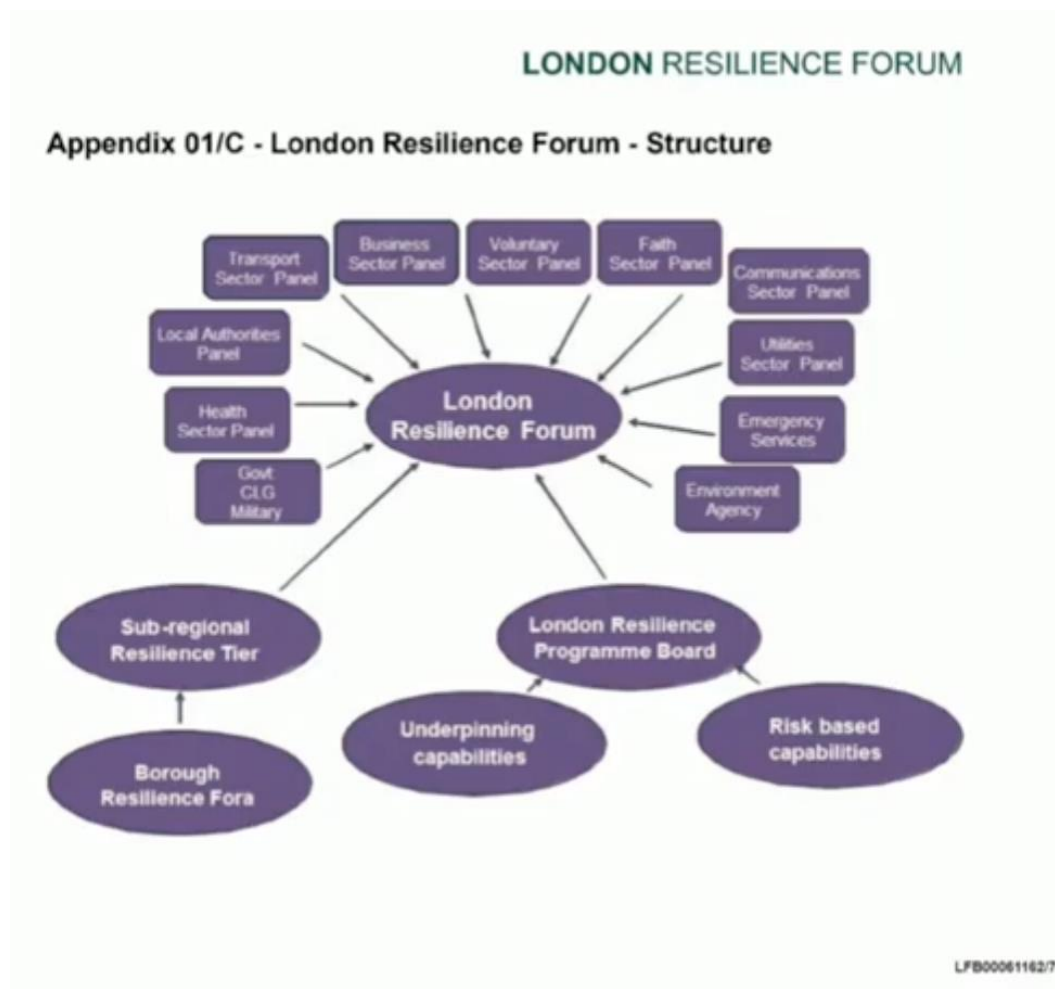 LONDON RESILIENCE FORUM
Appendix 01/C - London Resilience Forum - Structure
Transport
Sector Panel
Business
Sector Panel
Voluntary
Sector Panel
Faith
Sector Panel
Communications
Sector Panel
Local Authorities
Panel
Utilities
Sector Panel
London
Resilience Forum
Health
Sector Panel
Emergency
Services
Govt
CLG
Military
Environment
Agency
Sub-regional
Resilience Tier
London Resilience
Programme Board
Underpinning
capabilities
Risk based
capabilities
Borough
Resilience Fora
LFB00061162/7